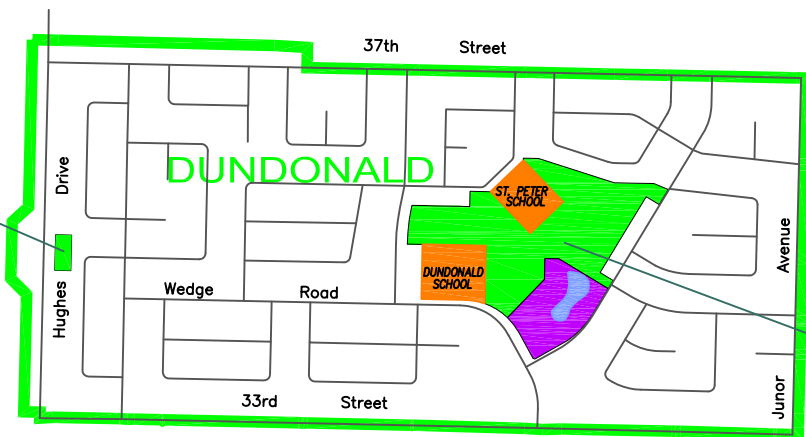 37th Street
DUNDONALD
Hughes Drive
ST. PETER
SCHOOL
DUNDONALD
SCHOOL
Wedge Road
33rd Street
Junor Avenue